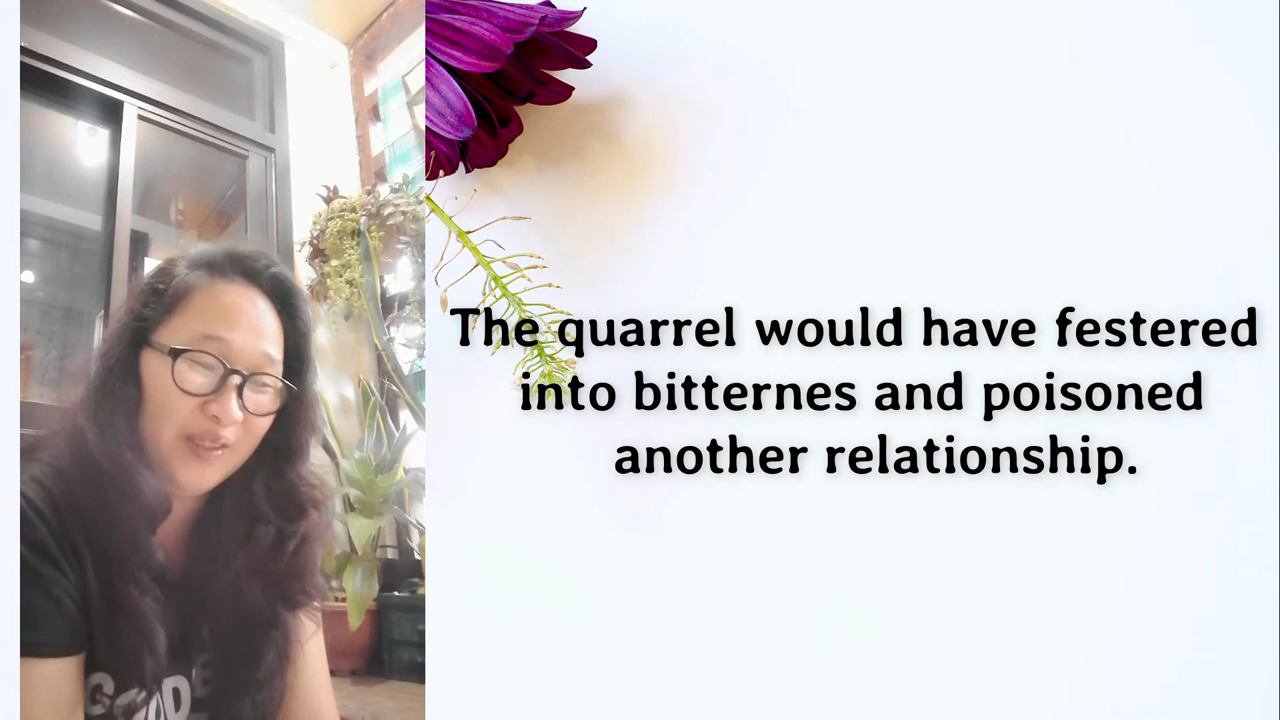 The quarrel would have festered
into bitternes and poisoned
another relationship.